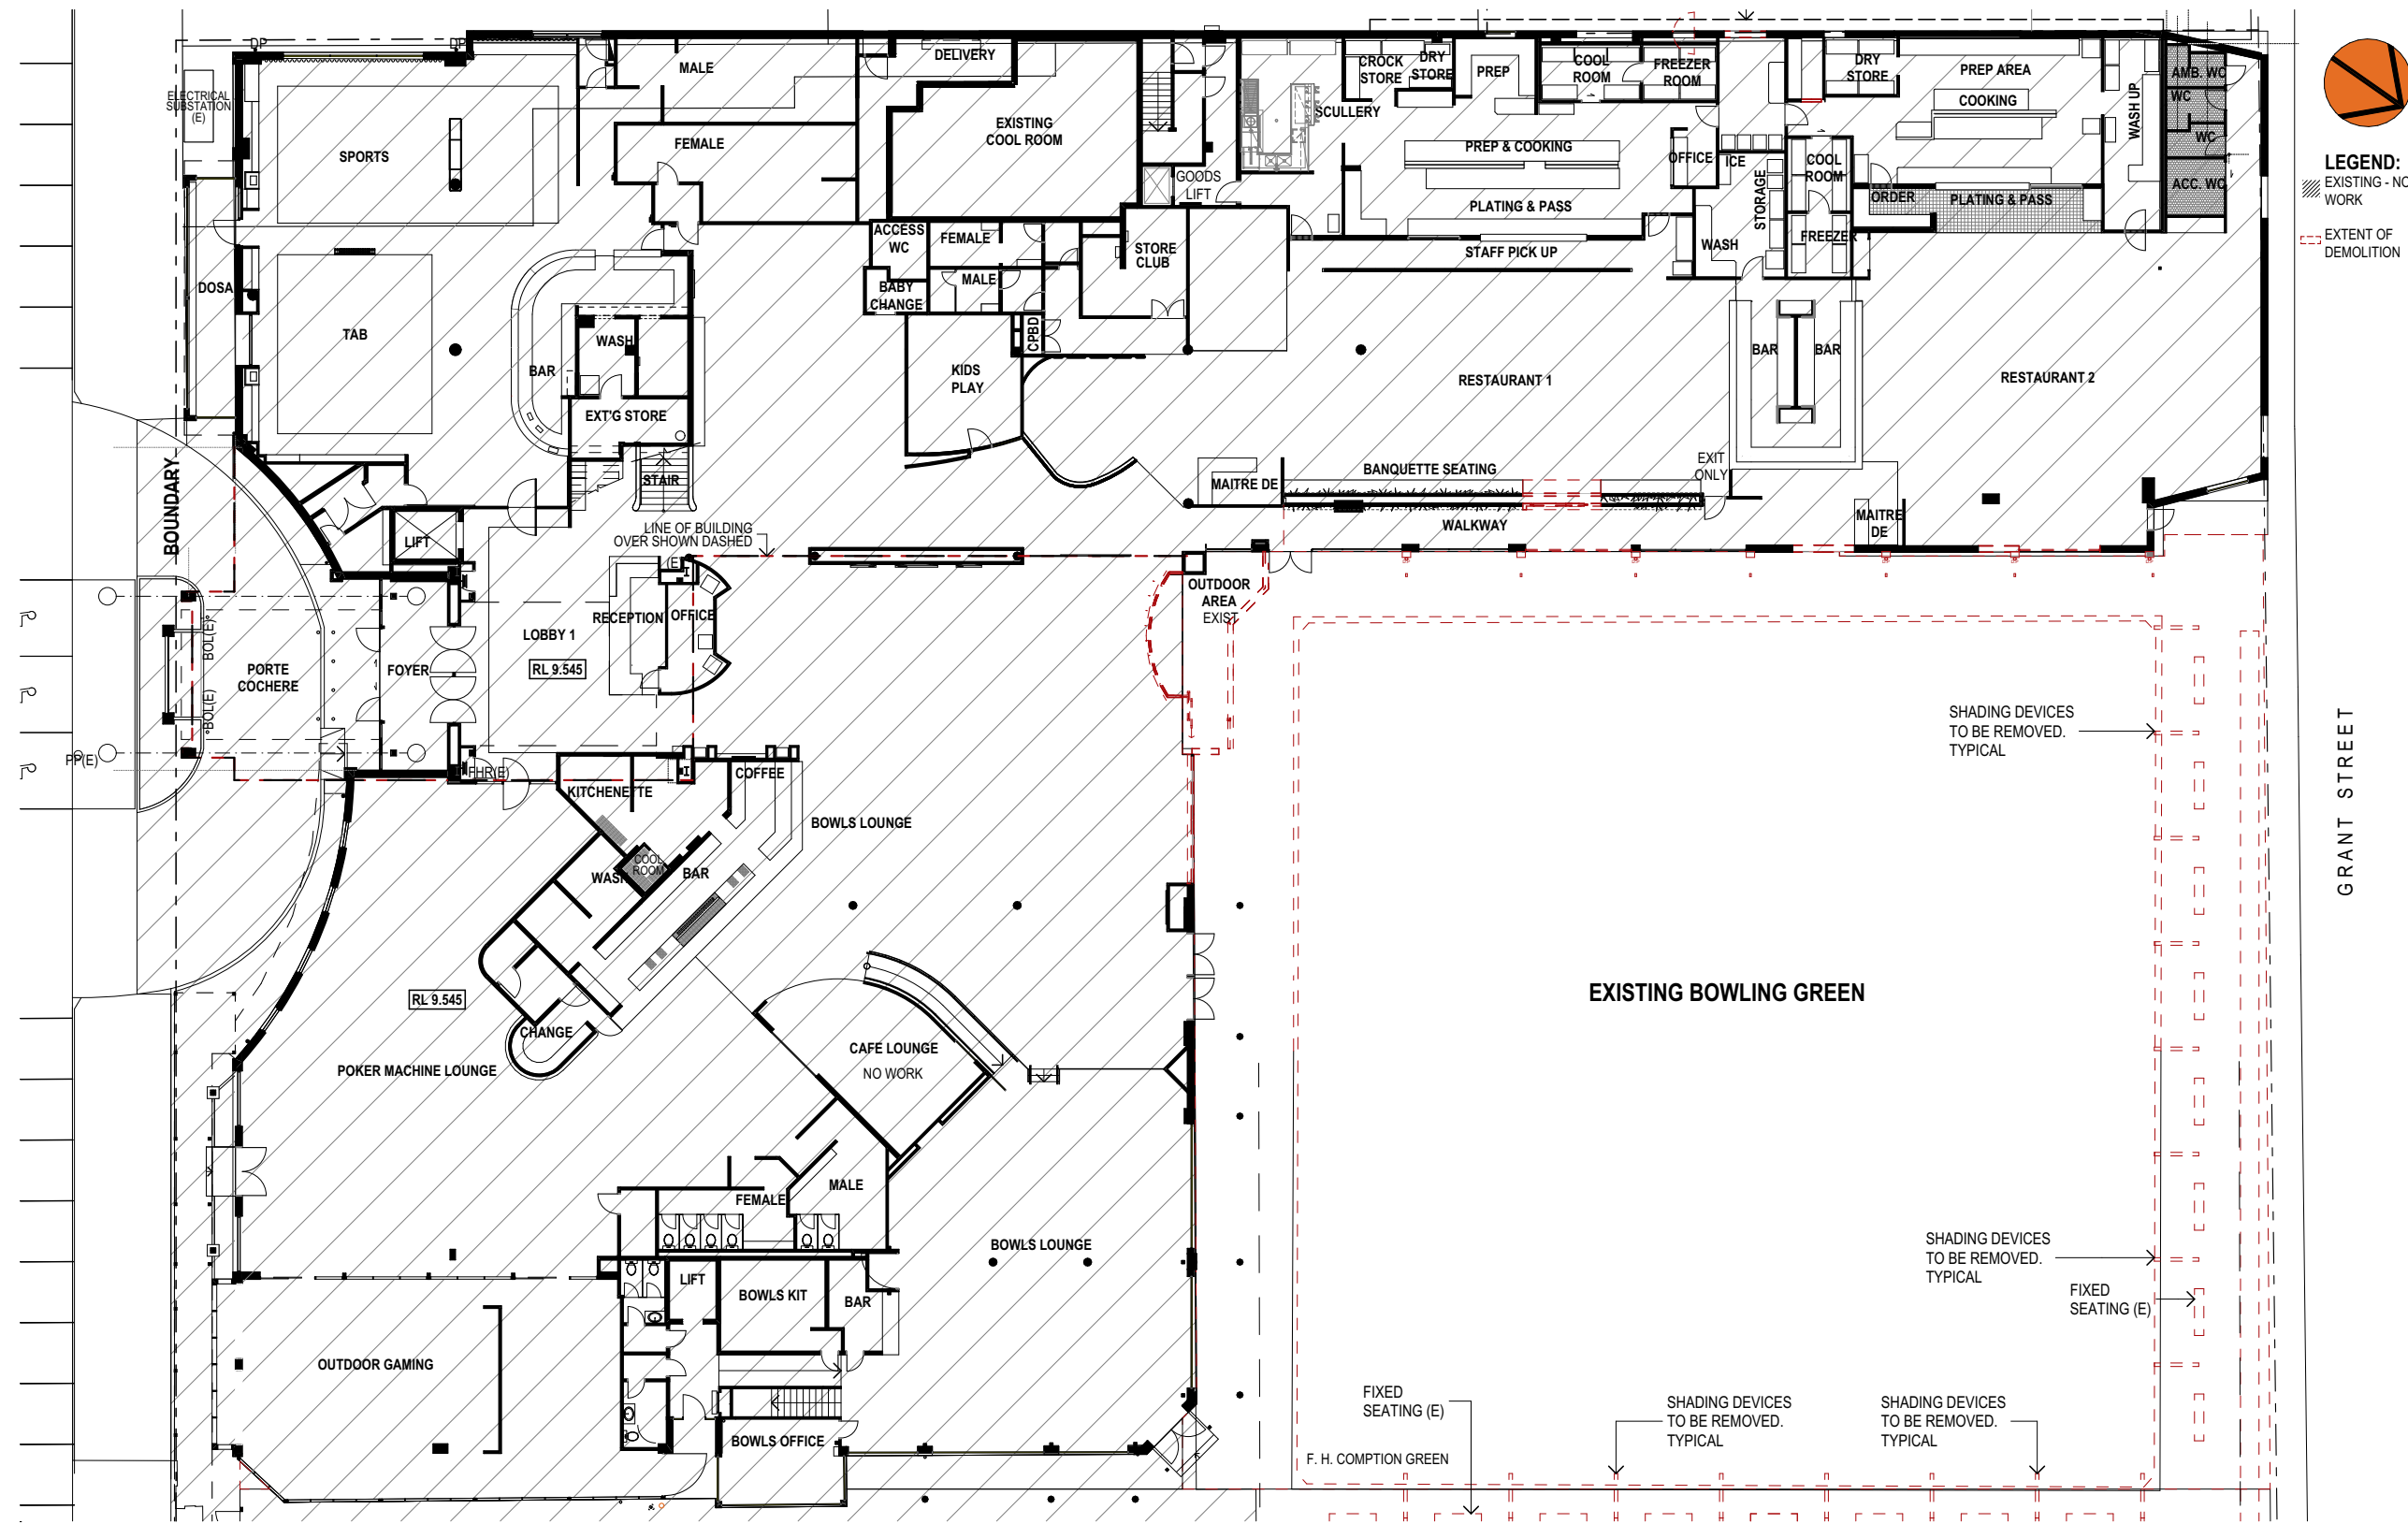 DP
DP
ELECTRICAL
SUBSTATION
(E)
SPORTS
MALE
FEMALE
DELIVERY
EXISTING
COOL ROOM
GOODS
LIFT
SCULLERY
CROCK
STORE
DRY
STORE
PREP
COOL
ROOM
FREEZER
ROOM
PREP & COOKING
OFFICE
ICE
PLATING & PASS
STAFF PICK UP
WASH
STORAGE
DRY
STORE
PREP AREA
COOKING
COOL
ROOM
FREEZER
ORDER
PLATING & PASS
WASH UP
AMB. WC
WC
WC
ACC. WC
LEGEND:
EXISTING - NO
WORK
EXTENT OF
DEMOLITION
DOSA
TAB
BAR
WASH
EXT'G STORE
STAIR
ACCESS
WC
BABY
CHANGE
FEMALE
MALE
STORE
CLUB
CPBD
KIDS
PLAY
RESTAURANT 1
BAR
BAR
RESTAURANT 2
BOUNDARY
LIFT
LINE OF BUILDING
OVER SHOWN DASHED
MAITRE DE
BANQUETTE SEATING
EXIT
ONLY
WALKWAY
MAITRE
DE
(E)
RECEPTION
OFFICE
LOBBY 1
RL 9.545
OUTDOOR
AREA
EXIST
BOL(E)
BOL(E)
PORTE
COCHERE
FOYER
PP(E)
FHR(E)
KITCHENETTE
COFFEE
BOWLS LOUNGE
COOL
ROOM
WASH
BAR
SHADING DEVICES
TO BE REMOVED.
TYPICAL
GRANT STREET
RL 9.545
CHANGE
POKER MACHINE LOUNGE
CAFE LOUNGE
NO WORK
EXISTING BOWLING GREEN
MALE
FEMALE
BOWLS LOUNGE
LIFT
BOWLS KIT
BAR
SHADING DEVICES
TO BE REMOVED.
TYPICAL
FIXED
SEATING (E)
OUTDOOR GAMING
BOWLS OFFICE
FIXED
SEATING (E)
F. H. COMPTION GREEN
SHADING DEVICES
TO BE REMOVED.
TYPICAL
SHADING DEVICES
TO BE REMOVED.
TYPICAL